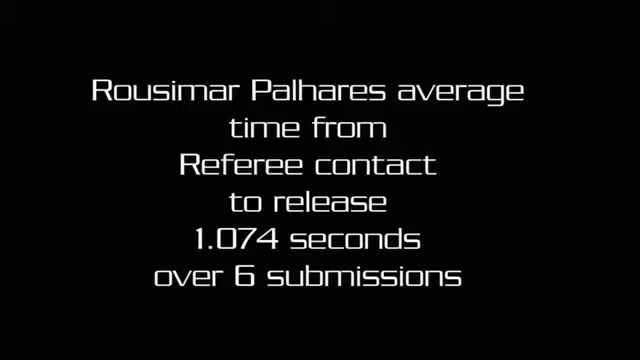 Rousimar Palhares average
time from
Referee contact
to release
1.074 seconds
over 6 submissions